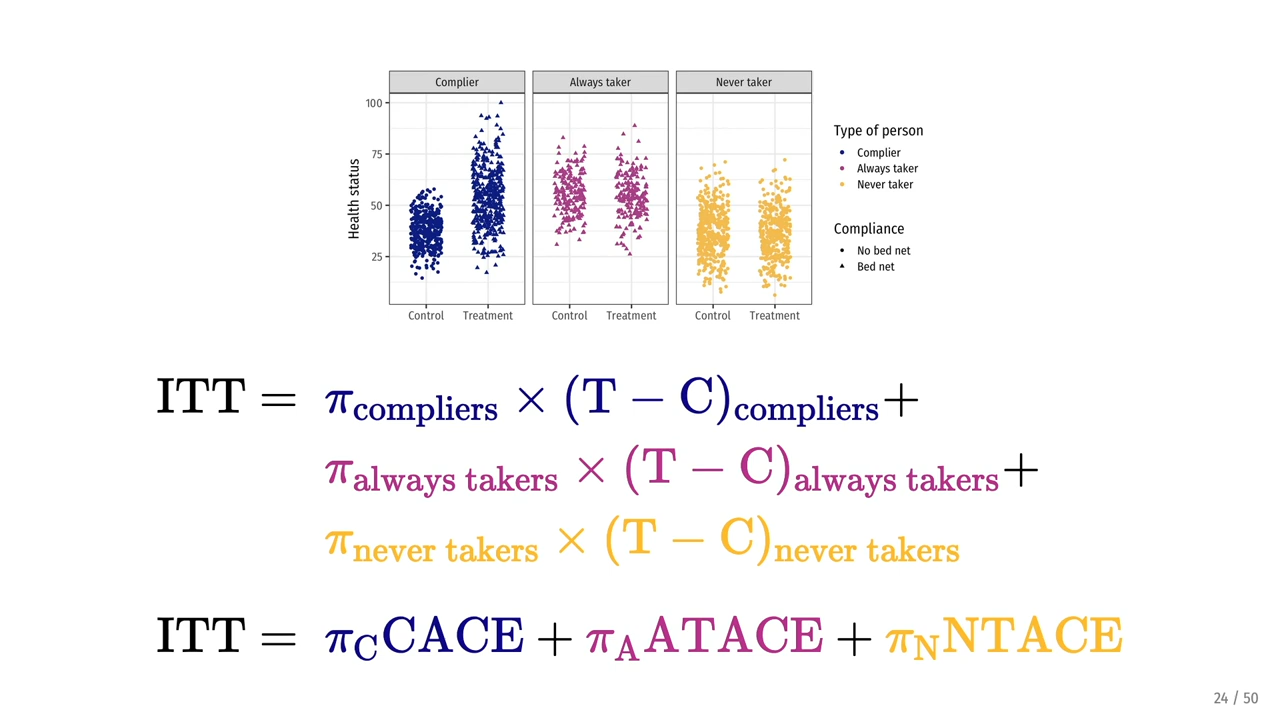 Complier Always taker Never taker
100
75
50
25
Health status
Control Treatment Control Treatment Control Treatment
Type of person
Complier
Always taker
Never taker
Compliance
No bed net
Bed net
ITT = π_compliers × (T − C)_compliers +
π_always takers × (T − C)_always takers +
π_never takers × (T − C)_never takers
ITT = π_C CACE + π_A ATACE + π_N NTACE
24 / 50